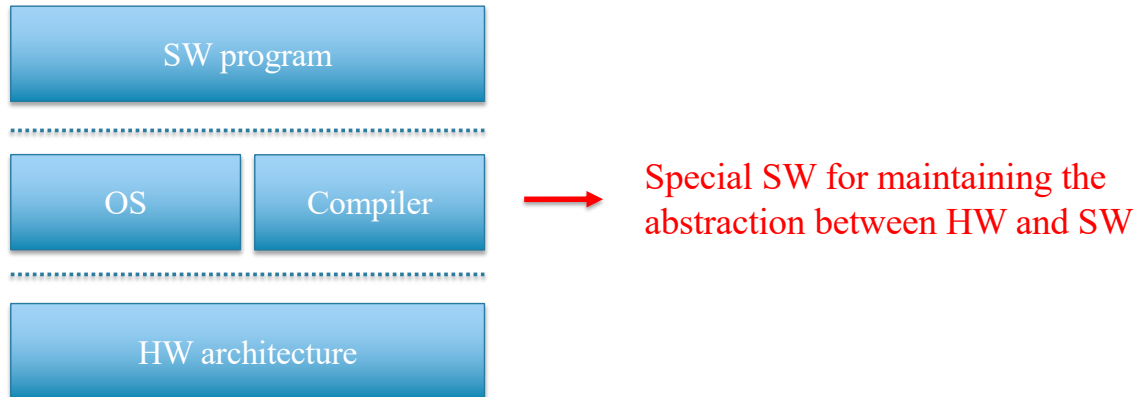 SW program
OS
Compiler
Special SW for maintaining the
abstraction between HW and SW
HW architecture